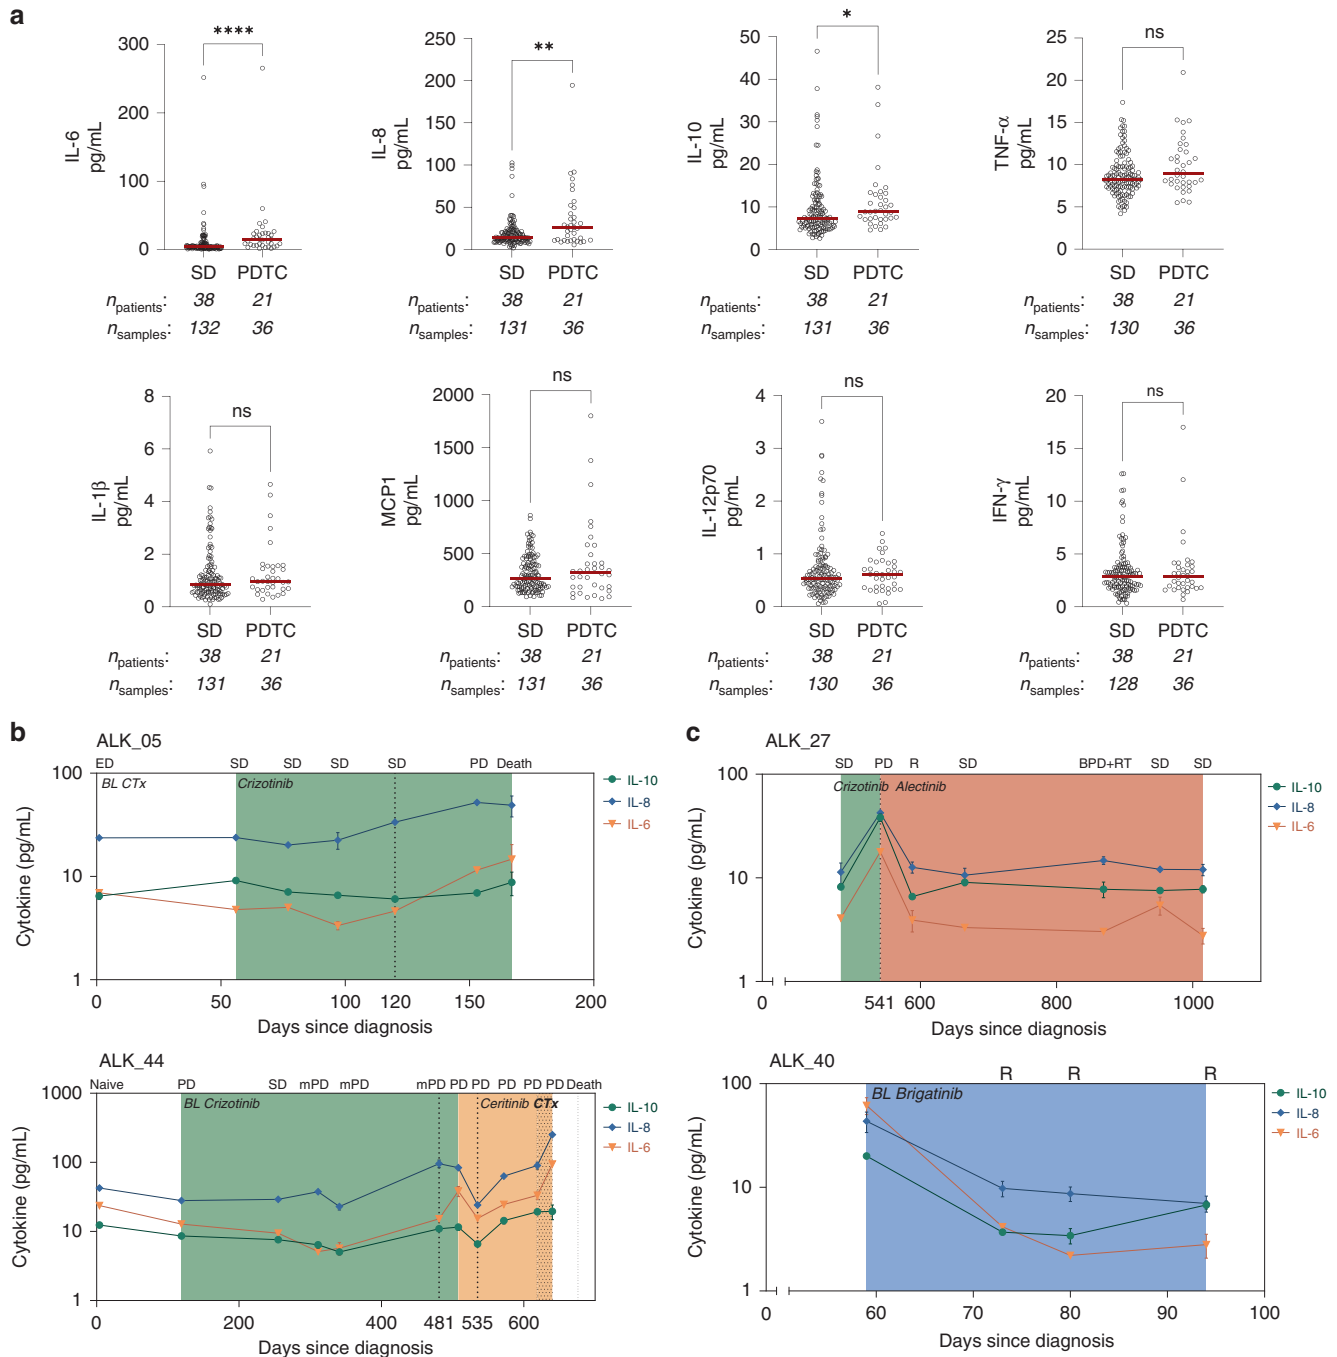 a
****
300
200
100
0
IL-6
pg/mL
SD PDTC
npatients: 38 21
nsamples: 132 36
**
250
200
150
100
50
0
IL-8
pg/mL
SD PDTC
npatients: 38 21
nsamples: 131 36
*
50
40
30
20
10
0
IL-10
pg/mL
SD PDTC
npatients: 38 21
nsamples: 131 36
ns
25
20
15
10
5
0
TNF-α
pg/mL
SD PDTC
npatients: 38 21
nsamples: 130 36
ns
8
6
4
2
0
IL-1β
pg/mL
SD PDTC
npatients: 38 21
nsamples: 131 36
ns
2000
1500
1000
500
0
MCP1
pg/mL
SD PDTC
npatients: 38 21
nsamples: 131 36
ns
4
3
2
1
0
IL-12p70
pg/mL
SD PDTC
npatients: 38 21
nsamples: 130 36
ns
20
15
10
5
0
IFN-γ
pg/mL
SD PDTC
npatients: 38 21
nsamples: 128 36
b
ALK_05
ED SD SD SD SD PD Death
BL CTx Crizotinib
100
10
1
Cytokine (pg/mL)
0 50 100 120 150 200
Days since diagnosis
IL-10
IL-8
IL-6
ALK_44
Naive PD SD mPD mPD mPD PD PD PD PD PD Death
BL Crizotinib Ceritinib CTx
1000
100
10
1
Cytokine (pg/mL)
0 200 400 481 535 600
Days since diagnosis
IL-10
IL-8
IL-6
c
ALK_27
SD PD R SD BPD+RT SD SD
Crizotinib Alectinib
100
10
1
Cytokine (pg/mL)
0 541 600 800 1000
Days since diagnosis
IL-10
IL-8
IL-6
ALK_40
R R R
BL Brigatinib
100
10
1
Cytokine (pg/mL)
0 60 70 80 90 100
Days since diagnosis
IL-10
IL-8
IL-6